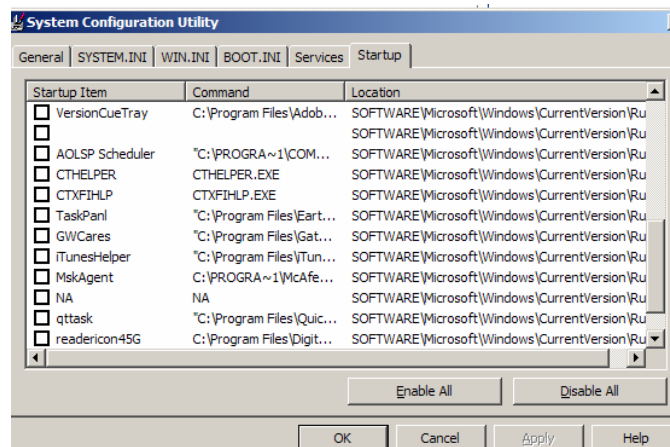 System Configuration Utility
General SYSTEM.INI WIN.INI BOOT.INI Services Startup
Startup Item Command Location
VersionCueTray C:\Program Files\Adob... SOFTWARE\Microsoft\Windows\CurrentVersion\Ru
SOFTWARE\Microsoft\Windows\CurrentVersion\Ru
AOLSP Scheduler "C:\PROGRA~1\COM... SOFTWARE\Microsoft\Windows\CurrentVersion\Ru
CTHELPER CTHELPER.EXE SOFTWARE\Microsoft\Windows\CurrentVersion\Ru
CTXFIHLP CTXFIHLP.EXE SOFTWARE\Microsoft\Windows\CurrentVersion\Ru
TaskPanl "C:\Program Files\Eart... SOFTWARE\Microsoft\Windows\CurrentVersion\Ru
GWCares "C:\Program Files\Gat... SOFTWARE\Microsoft\Windows\CurrentVersion\Ru
iTunesHelper "C:\Program Files\iTun... SOFTWARE\Microsoft\Windows\CurrentVersion\Ru
MskAgent C:\PROGRA~1\McAfe... SOFTWARE\Microsoft\Windows\CurrentVersion\Ru
NA NA SOFTWARE\Microsoft\Windows\CurrentVersion\Ru
qttask "C:\Program Files\Quic... SOFTWARE\Microsoft\Windows\CurrentVersion\Ru
readericon45G C:\Program Files\Digit... SOFTWARE\Microsoft\Windows\CurrentVersion\Ru
Enable All Disable All
OK Cancel Apply Help